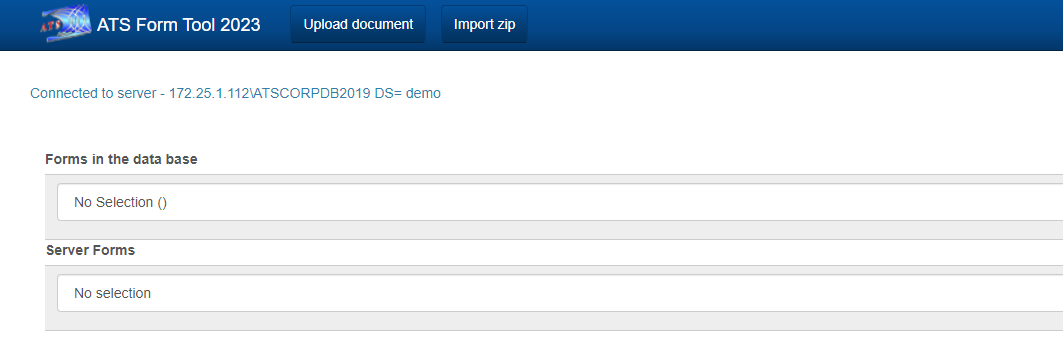 ATS ATS Form Tool 2023 Upload document Import zip
Connected to server - 172.25.1.112\ATSCORPDB2019 DS= demo
Forms in the data base
No Selection ()
Server Forms
No selection